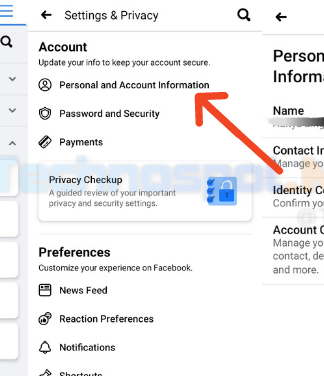 Settings & Privacy
Account
Update your info to keep your account secure.
Personal and Account Information
Password and Security
Payments
Privacy Checkup
A guided review of your important
privacy and security settings.
Preferences
Customize your experience on Facebook.
News Feed
Reaction Preferences
Notifications
Shortcuts
Person
Informa
Name
Contact In
Manage yo
Identity Co
Confirm you
Account O
Manage yo
contact, de
and more.